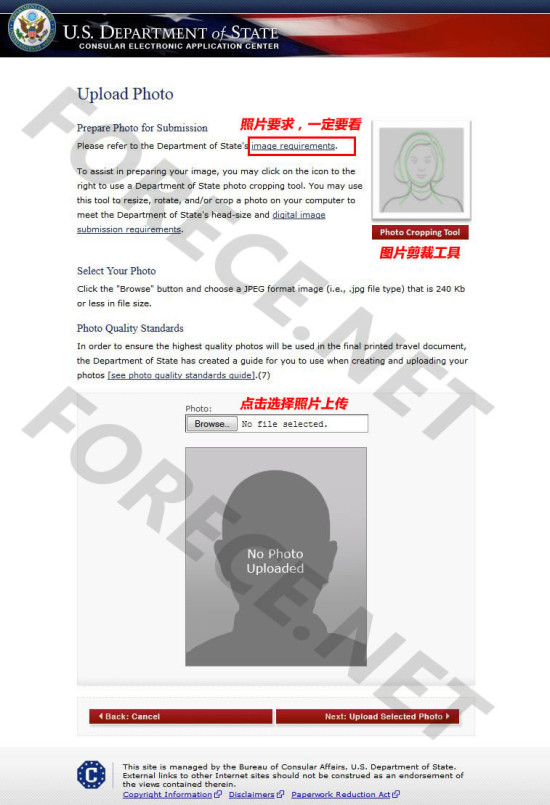 U.S. DEPARTMENT of STATE
CONSULAR ELECTRONIC APPLICATION CENTER
Upload Photo
Prepare Photo for Submission
照片要求，一定要看
Please refer to the Department of State's image requirements.
To assist in preparing your image, you may click on the icon to the
right to use a Department of State photo cropping tool. You may use
this tool to resize, rotate, and/or crop a photo on your computer to
meet the Department of State's head-size and digital image
submission requirements.
Photo Cropping Tool
图片剪裁工具
Select Your Photo
Click the "Browse" button and choose a JPEG format image (i.e., .jpg file type) that is 240 Kb
or less in file size.
Photo Quality Standards
In order to ensure the highest quality photos will be used in the final printed travel document,
the Department of State has created a guide for you to use when creating and uploading your
photos [see photo quality standards guide].(7)
点击选择照片上传
Photo:
Browse.. No file selected.
No Photo
Uploaded
Back: Cancel
Next: Upload Selected Photo
This site is managed by the Bureau of Consular Affairs, U.S. Department of State.
External links to other Internet sites should not be construed as an endorsement of
the views contained therein.
Copyright Information Disclaimers Paperwork Reduction Act
FORECE.NET
FORECE.NET